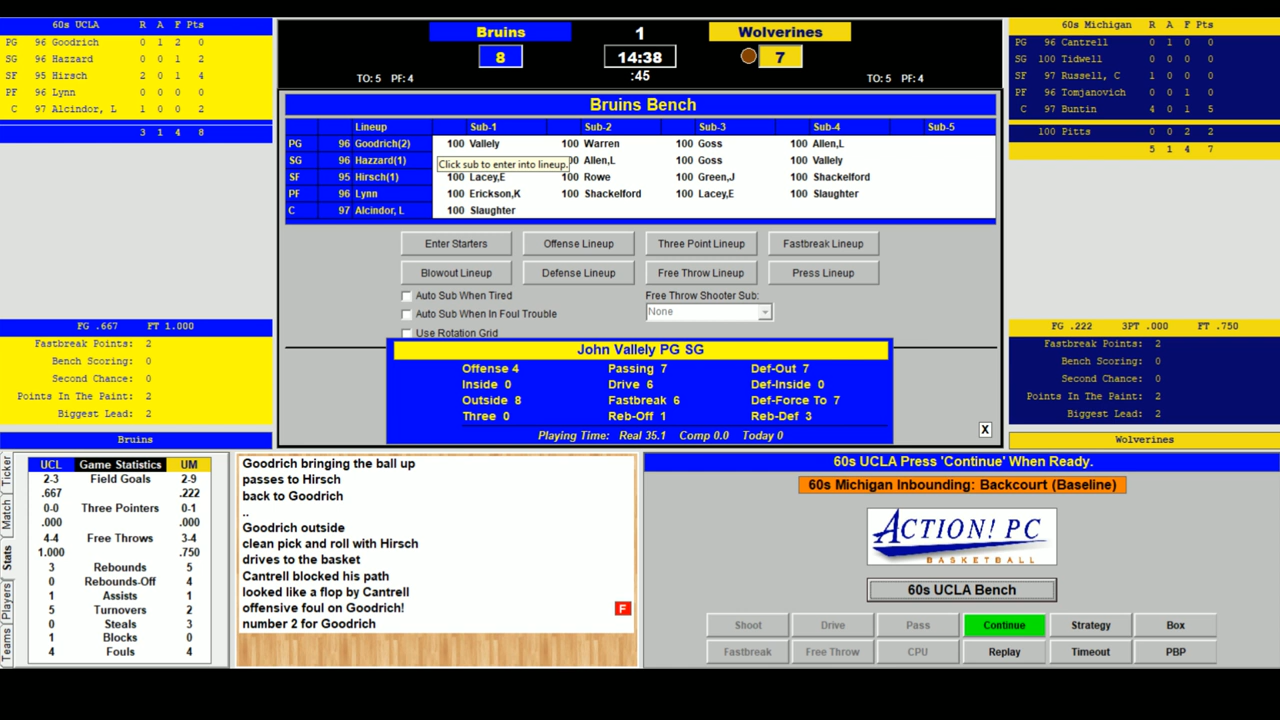 60s UCLA R A F Pts
PG 96 Goodrich 0 1 2 0
SG 96 Hazzard 0 0 1 2
SF 95 Hirsch 2 0 1 4
PF 96 Lynn 0 0 0 0
C 97 Alcindor, L 1 0 0 2
3 1 4 8
FG .667 FT 1.000
Fastbreak Points: 2
Bench Scoring: 0
Second Chance: 0
Points In The Paint: 2
Biggest Lead: 2
Bruins
Bruins 1 Wolverines
8 14:38 7
:45
TO: 5 PF: 4 TO: 5 PF: 4
Bruins Bench
Lineup Sub-1 Sub-2 Sub-3 Sub-4 Sub-5
PG 96 Goodrich(2) 100 Vallely 100 Warren 100 Goss 100 Allen,L
SG 96 Hazzard(1) Click sub to enter into lineup. 00 Allen,L 100 Goss 100 Vallely
SF 95 Hirsch(1) 100 Lacey,E 100 Rowe 100 Green,J 100 Shackelford
PF 96 Lynn 100 Erickson,K 100 Shackelford 100 Lacey,E 100 Slaughter
C 97 Alcindor, L 100 Slaughter
Enter Starters Offense Lineup Three Point Lineup Fastbreak Lineup
Blowout Lineup Defense Lineup Free Throw Lineup Press Lineup
Auto Sub When Tired Free Throw Shooter Sub:
Auto Sub When In Foul Trouble None
Use Rotation Grid
John Vallely PG SG
Offense 4 Passing 7 Def-Out 7
Inside 0 Drive 6 Def-Inside 0
Outside 8 Fastbreak 6 Def-Force To 7
Three 0 Reb-Off 1 Reb-Def 3
Playing Time: Real 35.1 Comp 0.0 Today 0
X
60s Michigan R A F Pts
PG 96 Cantrell 0 1 0 0
SG 100 Tidwell 0 0 0 0
SF 97 Russell, C 1 0 0 0
PF 96 Tomjanovich 0 0 1 0
C 97 Buntin 4 0 1 5
100 Pitts 0 0 2 2
5 1 4 7
FG .222 3PT .000 FT .750
Fastbreak Points: 2
Bench Scoring: 2
Second Chance: 0
Points In The Paint: 2
Biggest Lead: 2
Wolverines
Ticker
Match
Stats
Players
Teams
UCL Game Statistics UM
2-3 Field Goals 2-9
.667 .222
0-0 Three Pointers 0-1
.000 .000
4-4 Free Throws 3-4
1.000 .750
3 Rebounds 5
0 Rebounds-Off 4
1 Assists 1
5 Turnovers 2
0 Steals 3
1 Blocks 0
4 Fouls 4
Goodrich bringing the ball up
passes to Hirsch
back to Goodrich
..
Goodrich outside
clean pick and roll with Hirsch
drives to the basket
Cantrell blocked his path
looked like a flop by Cantrell
offensive foul on Goodrich! F
number 2 for Goodrich
60s UCLA Press 'Continue' When Ready.
60s Michigan Inbounding: Backcourt (Baseline)
ACTION! PC
BASKETBALL
60s UCLA Bench
Shoot Drive Pass Continue Strategy Box
Fastbreak Free Throw CPU Replay Timeout PBP